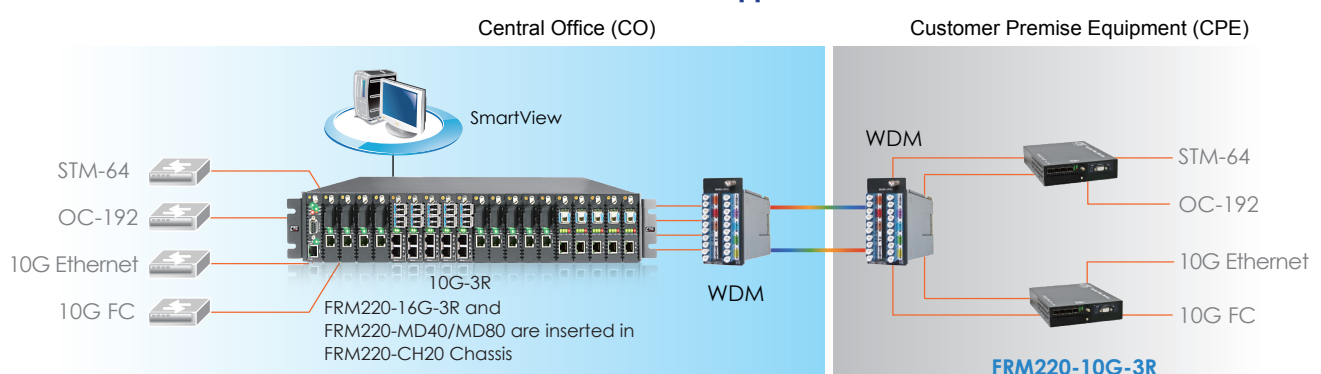 Central Office (CO)
Customer Premise Equipment (CPE)
SmartView
STM-64
OC-192
10G Ethernet
10G FC
10G-3R
FRM220-16G-3R and
FRM220-MD40/MD80 are inserted in
FRM220-CH20 Chassis
WDM
WDM
STM-64
OC-192
10G Ethernet
10G FC
FRM220-10G-3R